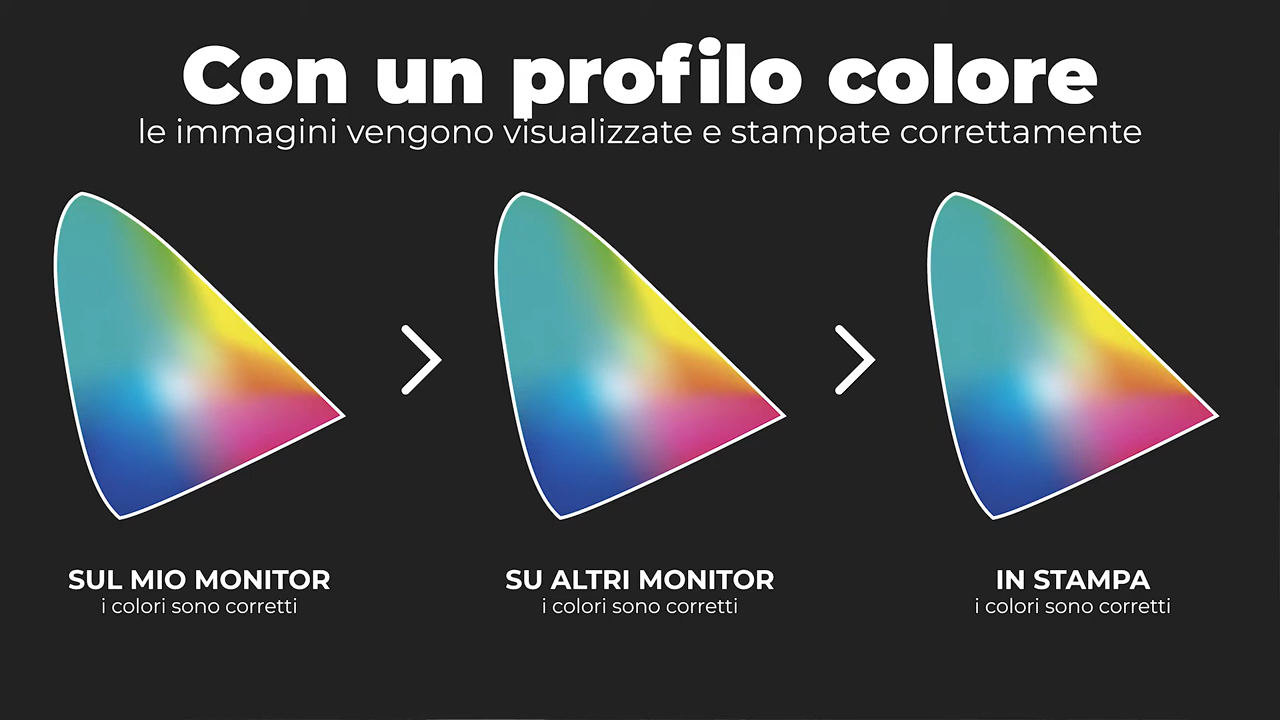 Con un profilo colore
le immagini vengono visualizzate e stampate correttamente
SUL MIO MONITOR
i colori sono corretti
SU ALTRI MONITOR
i colori sono corretti
IN STAMPA
i colori sono corretti